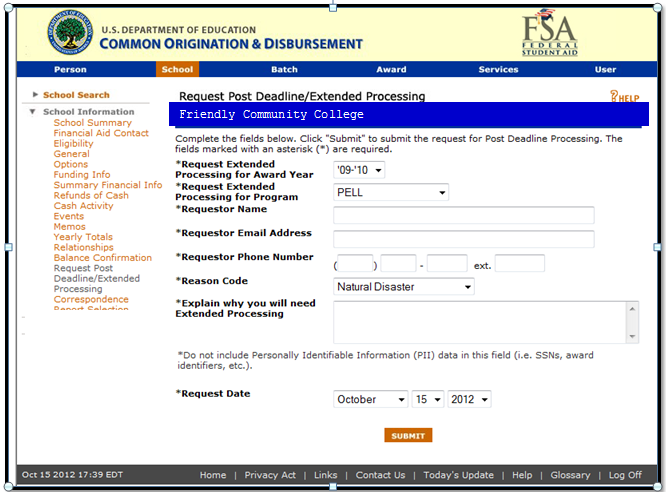 U.S. DEPARTMENT OF EDUCATION
COMMON ORIGINATION & DISBURSEMENT
FSA
FEDERAL
STUDENT AID
Person School Batch Award Services User
School Search
School Information
School Summary
Financial Aid Contact
Eligibility
General
Options
Funding Info
Summary Financial Info
Refunds of Cash
Cash Activity
Events
Memos
Yearly Totals
Relationships
Balance Confirmation
Request Post
Deadline/Extended
Processing
Correspondence
Report Selection
Request Post Deadline/Extended Processing
?HELP
Friendly Community College
Complete the fields below. Click "Submit" to submit the request for Post Deadline Processing. The
fields marked with an asterisk (*) are required.
*Request Extended
Processing for Award Year
'09-'10
*Request Extended
Processing for Program
PELL
*Requestor Name
*Requestor Email Address
*Requestor Phone Number
( ) - ext.
*Reason Code
Natural Disaster
*Explain why you will need
Extended Processing
*Do not include Personally Identifiable Information (PII) data in this field (i.e. SSNs, award
identifiers, etc.).
*Request Date
October 15 2012
SUBMIT
Oct 15 2012 17:39 EDT
Home | Privacy Act | Links | Contact Us | Today's Update | Help | Glossary | Log Off